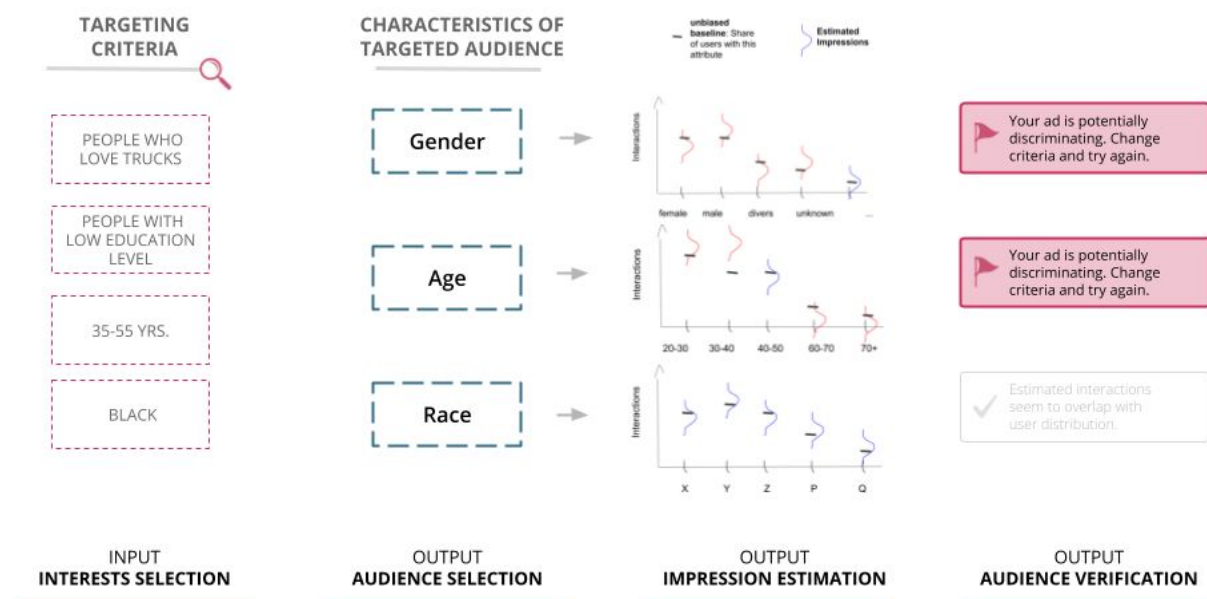 TARGETING
CRITERIA
CHARACTERISTICS OF
TARGETED AUDIENCE
unbiased
baseline: Share
of users with this
attribute
Estimated
Impressions
PEOPLE WHO
LOVE TRUCKS
PEOPLE WITH
LOW EDUCATION
LEVEL
35-55 YRS.
BLACK
Gender
Age
Race
Interactions
female male divers unknown ...
Interactions
20-30 30-40 40-50 60-70 70+
Interactions
X Y Z P Q
Your ad is potentially
discriminating. Change
criteria and try again.
Your ad is potentially
discriminating. Change
criteria and try again.
Estimated interactions
seem to overlap with
user distribution.
INPUT
INTERESTS SELECTION
OUTPUT
AUDIENCE SELECTION
OUTPUT
IMPRESSION ESTIMATION
OUTPUT
AUDIENCE VERIFICATION